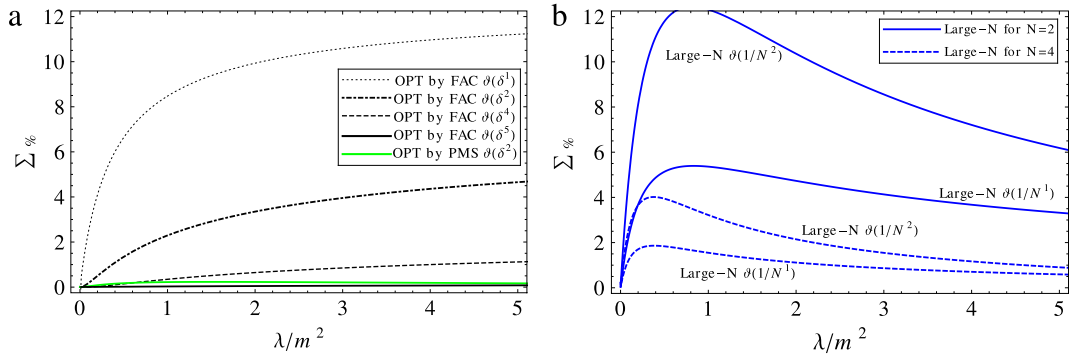 a
12
10
8
6
4
2
0
Σ %
OPT by FAC ϑ(δ¹)
OPT by FAC ϑ(δ²)
OPT by FAC ϑ(δ⁴)
OPT by FAC ϑ(δ⁵)
OPT by PMS ϑ(δ²)
0 1 2 3 4 5
λ/m²
b
12
10
8
6
4
2
0
Σ %
Large−N for N=2
Large−N for N=4
Large−N ϑ(1/N²)
Large−N ϑ(1/N¹)
Large−N ϑ(1/N²)
Large−N ϑ(1/N¹)
0 1 2 3 4 5
λ/m²